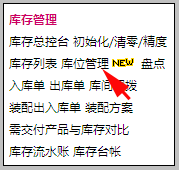 库存管理
库存总控台 初始化/清零/精度
库存列表 库位管理 NEW 盘点
入库单 出库单 库间调拨
装配出入库单 装配方案
需交付产品与库存对比
库存流水账 库存台帐